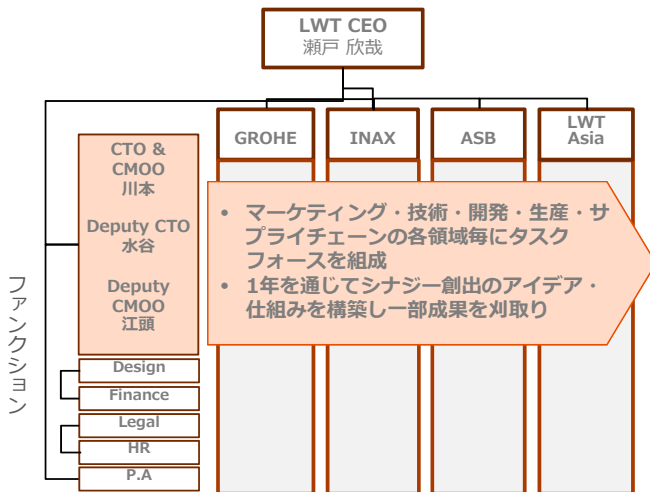 LWT CEO
瀬戸 欣哉
GROHE
INAX
ASB
LWT
Asia
CTO &
CMOO
川本
Deputy CTO
水谷
Deputy
CMOO
江頭
• マーケティング・技術・開発・生産・サ
プライチェーンの各領域毎にタスク
フォースを組成
• 1年を通じてシナジー創出のアイデア・
仕組みを構築し一部成果を刈取り
ファンクション
Design
Finance
Legal
HR
P.A